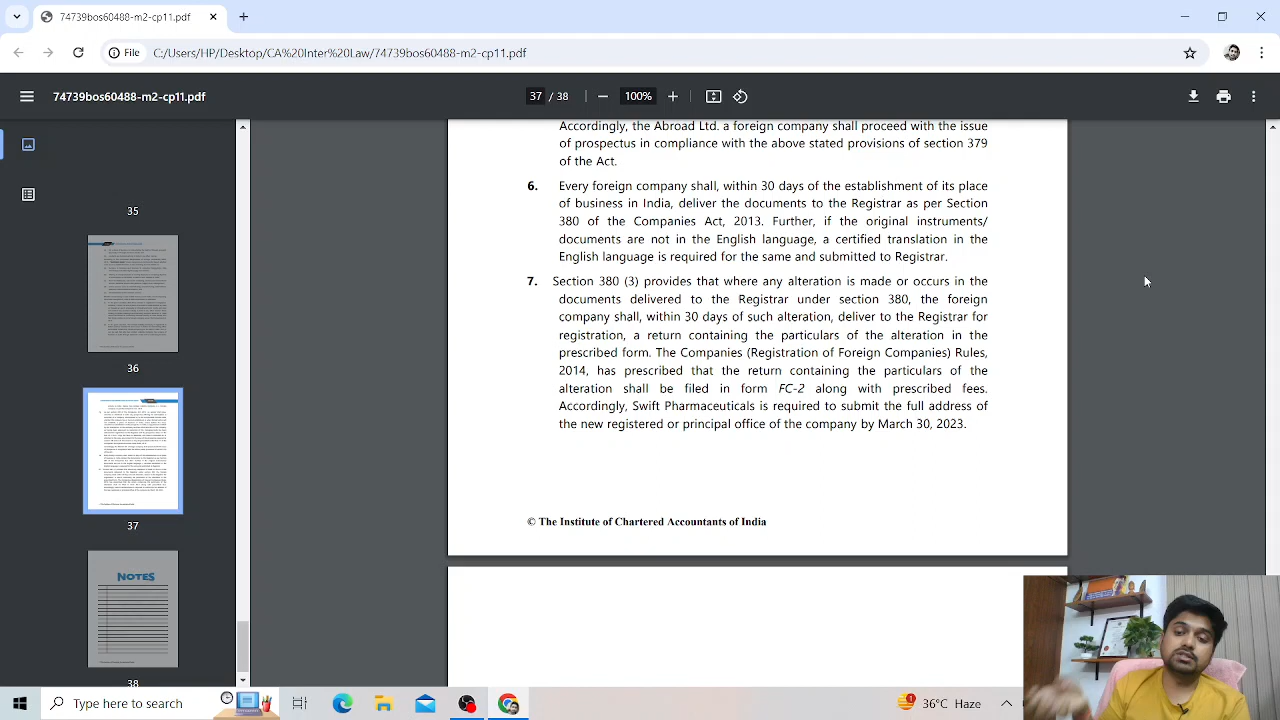 74739bos60488-m2-cp11.pdf
File C:/Users/HP/Desktop/CA%20Inter%20Law/74739bos60488-m2-cp11.pdf
74739bos60488-m2-cp11.pdf
37 / 38
100%
35
36
37
NOTES
38
Accordingly, the Abroad Ltd. a foreign company shall proceed with the issue
of prospectus in compliance with the above stated provisions of section 379
of the Act.
6. Every foreign company shall, within 30 days of the establishment of its place
of business in India, deliver the documents to the Registrar as per Section
380 of the Companies Act, 2013. Further, if the original instruments/
documents are not in the English language, a certified translation in the
English language is required for the same and submitted to Registrar.
7. Section 380 (3) provides that where any alteration is made or occurs in the
documents delivered to the Registrar under section 380, the foreign
company shall, within 30 days of such alteration, deliver to the Registrar for
registration, a return containing the particulars of the alteration in the
prescribed form. The Companies (Registration of Foreign Companies) Rules,
2014, has prescribed that the return containing the particulars of the
alteration shall be filed in form FC-2 along with prescribed fees.
Accordingly, Swift Pharmaceuticals is required to submit the full address of
the new registered or principal office of the company by March 30, 2023.
© The Institute of Chartered Accountants of India
Type here to search
1
36°C Haze